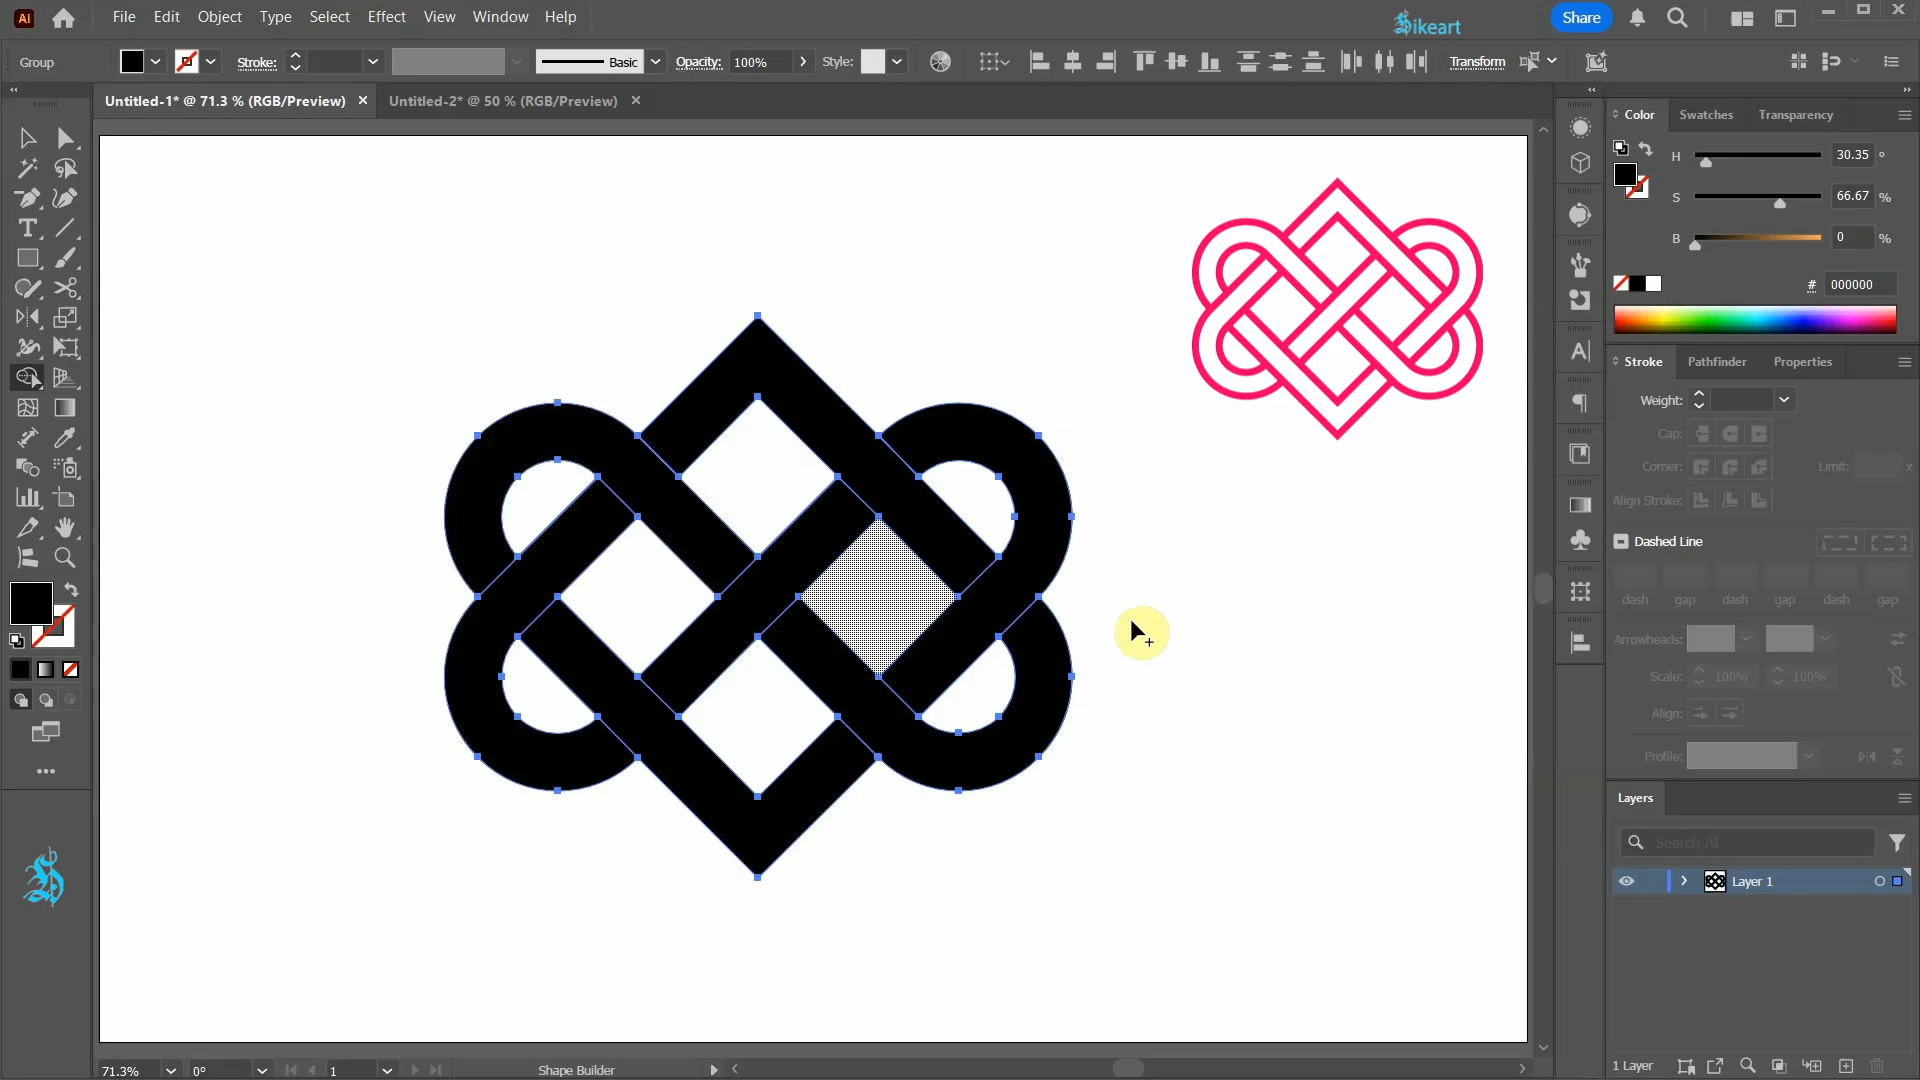 Ai File Edit Object Type Select Effect View Window Help Sikeart Share
Group Stroke: Basic Opacity: 100% Style: Transform
Untitled-1* @ 71.3 % (RGB/Preview) × Untitled-2* @ 50 % (RGB/Preview) ×
Color Swatches Transparency
H 30.35 °
S 66.67 %
B 0 %
# 000000
Stroke Pathfinder Properties
Weight:
Cap:
Corner: Limit: x
Align Stroke:
Dashed Line
dash gap dash gap dash gap
Arrowheads:
Scale: 100% 100%
Align:
Profile:
Layers
Search All
Layer 1
71.3% 0° 1 Shape Builder 1 Layer